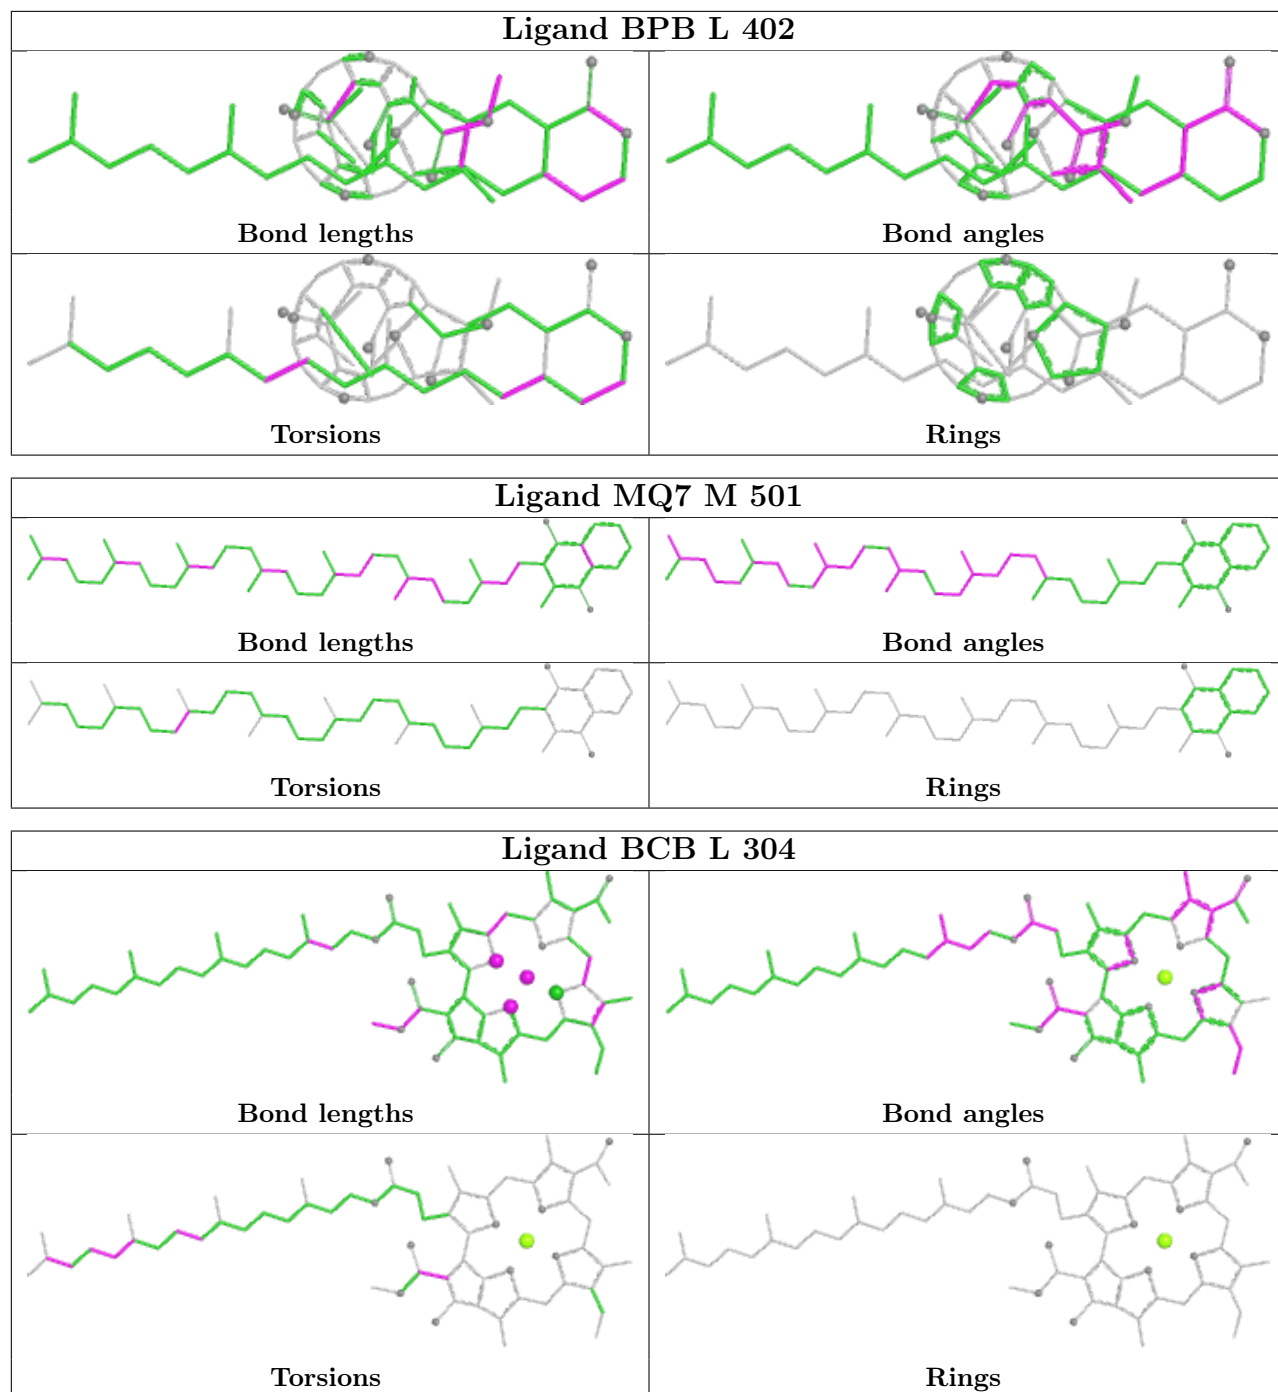 Ligand BPB L 402
Bond lengths
Bond angles
Torsions
Rings
Ligand MQ7 M 501
Bond lengths
Bond angles
Torsions
Rings
Ligand BCB L 304
Bond lengths
Bond angles
Torsions
Rings